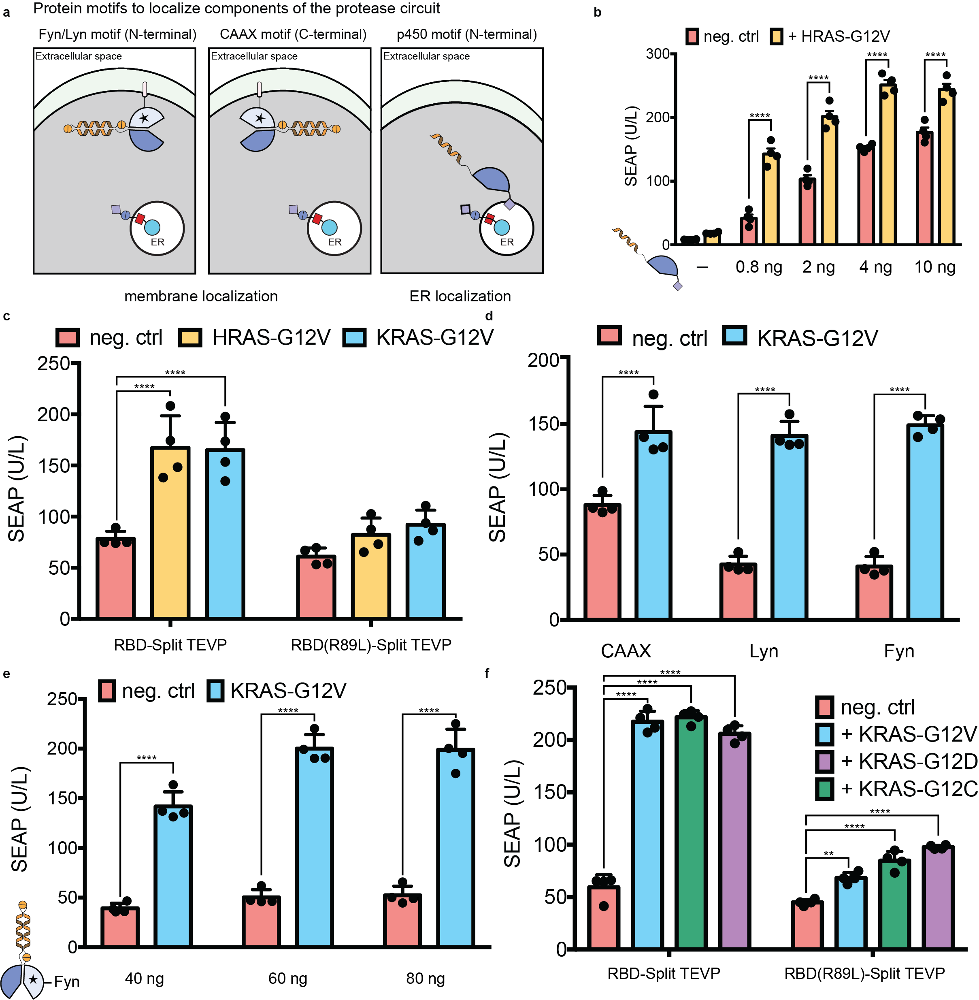 a
Protein motifs to localize components of the protease circuit
Fyn/Lyn motif (N-terminal)
CAAX motif (C-terminal)
p450 motif (N-terminal)
Extracellular space
Extracellular space
Extracellular space
ER
ER
ER
membrane localization
ER localization
b
neg. ctrl
+ HRAS-G12V
SEAP (U/L)
300
200
100
0
****
****
****
****
–
0.8 ng
2 ng
4 ng
10 ng
c
neg. ctrl
HRAS-G12V
KRAS-G12V
SEAP (U/L)
250
200
150
100
50
0
****
****
RBD-Split TEVP
RBD(R89L)-Split TEVP
d
neg. ctrl
KRAS-G12V
SEAP (U/L)
200
150
100
50
0
****
****
****
CAAX
Lyn
Fyn
e
neg. ctrl
KRAS-G12V
SEAP (U/L)
250
200
150
100
50
0
****
****
****
Fyn
40 ng
60 ng
80 ng
f
neg. ctrl
+ KRAS-G12V
+ KRAS-G12D
+ KRAS-G12C
SEAP (U/L)
250
200
150
100
50
0
****
****
****
****
****
**
RBD-Split TEVP
RBD(R89L)-Split TEVP